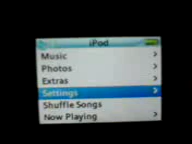 iPod
Music >
Photos >
Extras >
Settings >
Shuffle Songs
Now Playing >